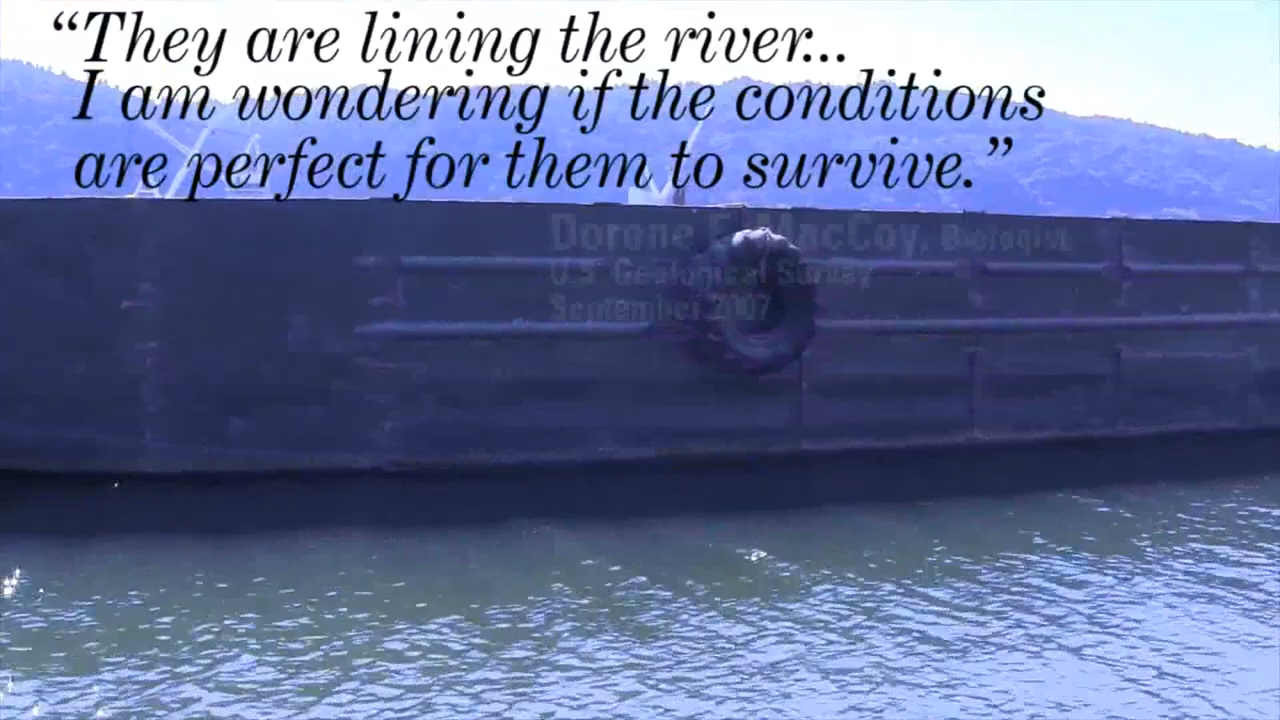 “They are lining the river...
I am wondering if the conditions
are perfect for them to survive.”
Dorene E. MacCoy, Biologist
U.S. Geological Survey
September 2007